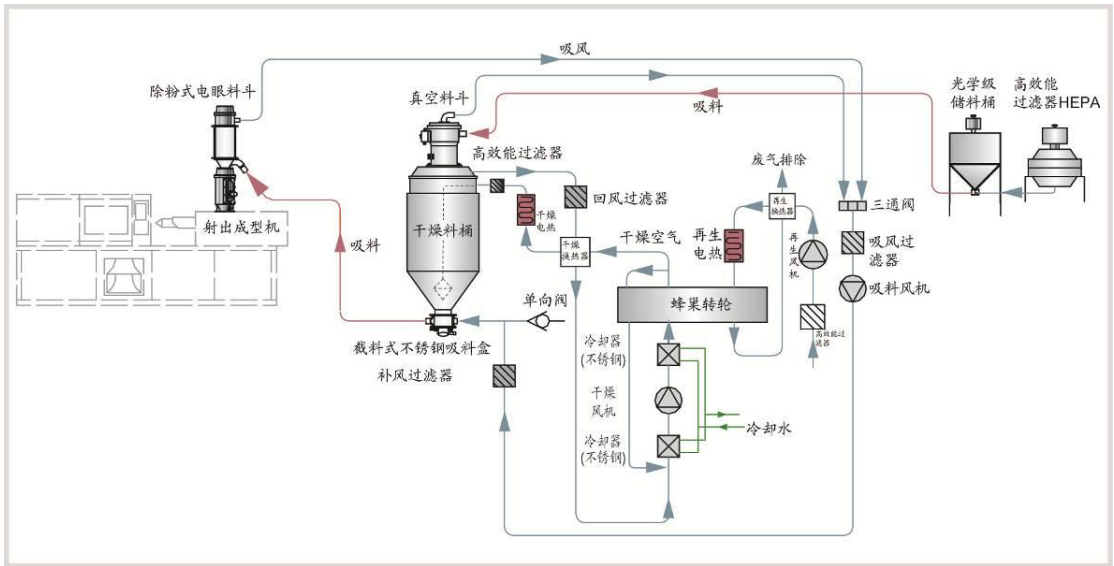 吸风
除粉式电眼料斗
真空料斗
吸料
光学级
储料桶
高效能
过滤器HEPA
高效能过滤器
废气排除
回风过滤器
再生
换热器
三通阀
干燥
电热
干燥料桶
射出成型机
吸料
干燥
换热器
干燥空气
再生
电热
再生风机
吸风过
滤器
吸料风机
单向阀
蜂巢转轮
高效能过
滤器
截料式不锈钢吸料盒
补风过滤器
冷却器
(不锈钢)
干燥
风机
冷却器
(不锈钢)
冷却水